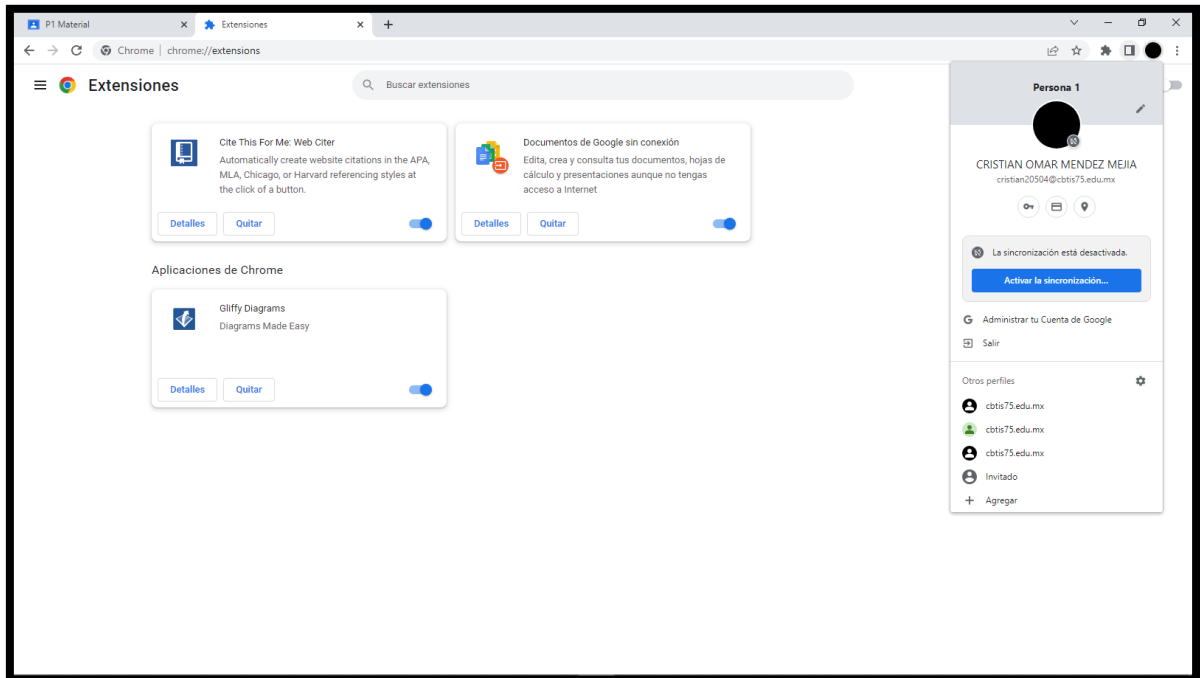 P1 Material
Extensiones
Chrome | chrome://extensions
Extensiones
Buscar extensiones
Cite This For Me: Web Citer
Automatically create website citations in the APA,
MLA, Chicago, or Harvard referencing styles at
the click of a button.
Detalles
Quitar
Documentos de Google sin conexión
Edita, crea y consulta tus documentos, hojas de
cálculo y presentaciones aunque no tengas
acceso a Internet
Detalles
Quitar
Aplicaciones de Chrome
Gliffy Diagrams
Diagrams Made Easy
Detalles
Quitar
Persona 1
CRISTIAN OMAR MENDEZ MEJIA
cristian20504@cbtis75.edu.mx
La sincronización está desactivada.
Activar la sincronización...
Administrar tu Cuenta de Google
Salir
Otros perfiles
cbtis75.edu.mx
cbtis75.edu.mx
cbtis75.edu.mx
Invitado
Agregar